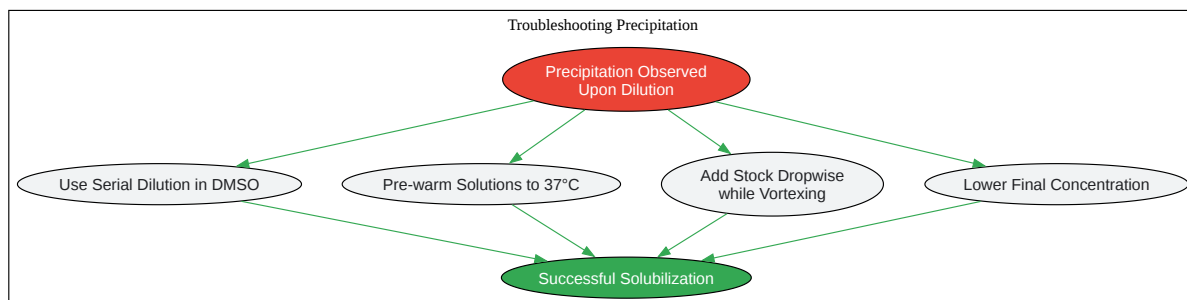 Troubleshooting Precipitation
Precipitation Observed
Upon Dilution
Use Serial Dilution in DMSO
Pre-warm Solutions to 37°C
Add Stock Dropwise
while Vortexing
Lower Final Concentration
Successful Solubilization